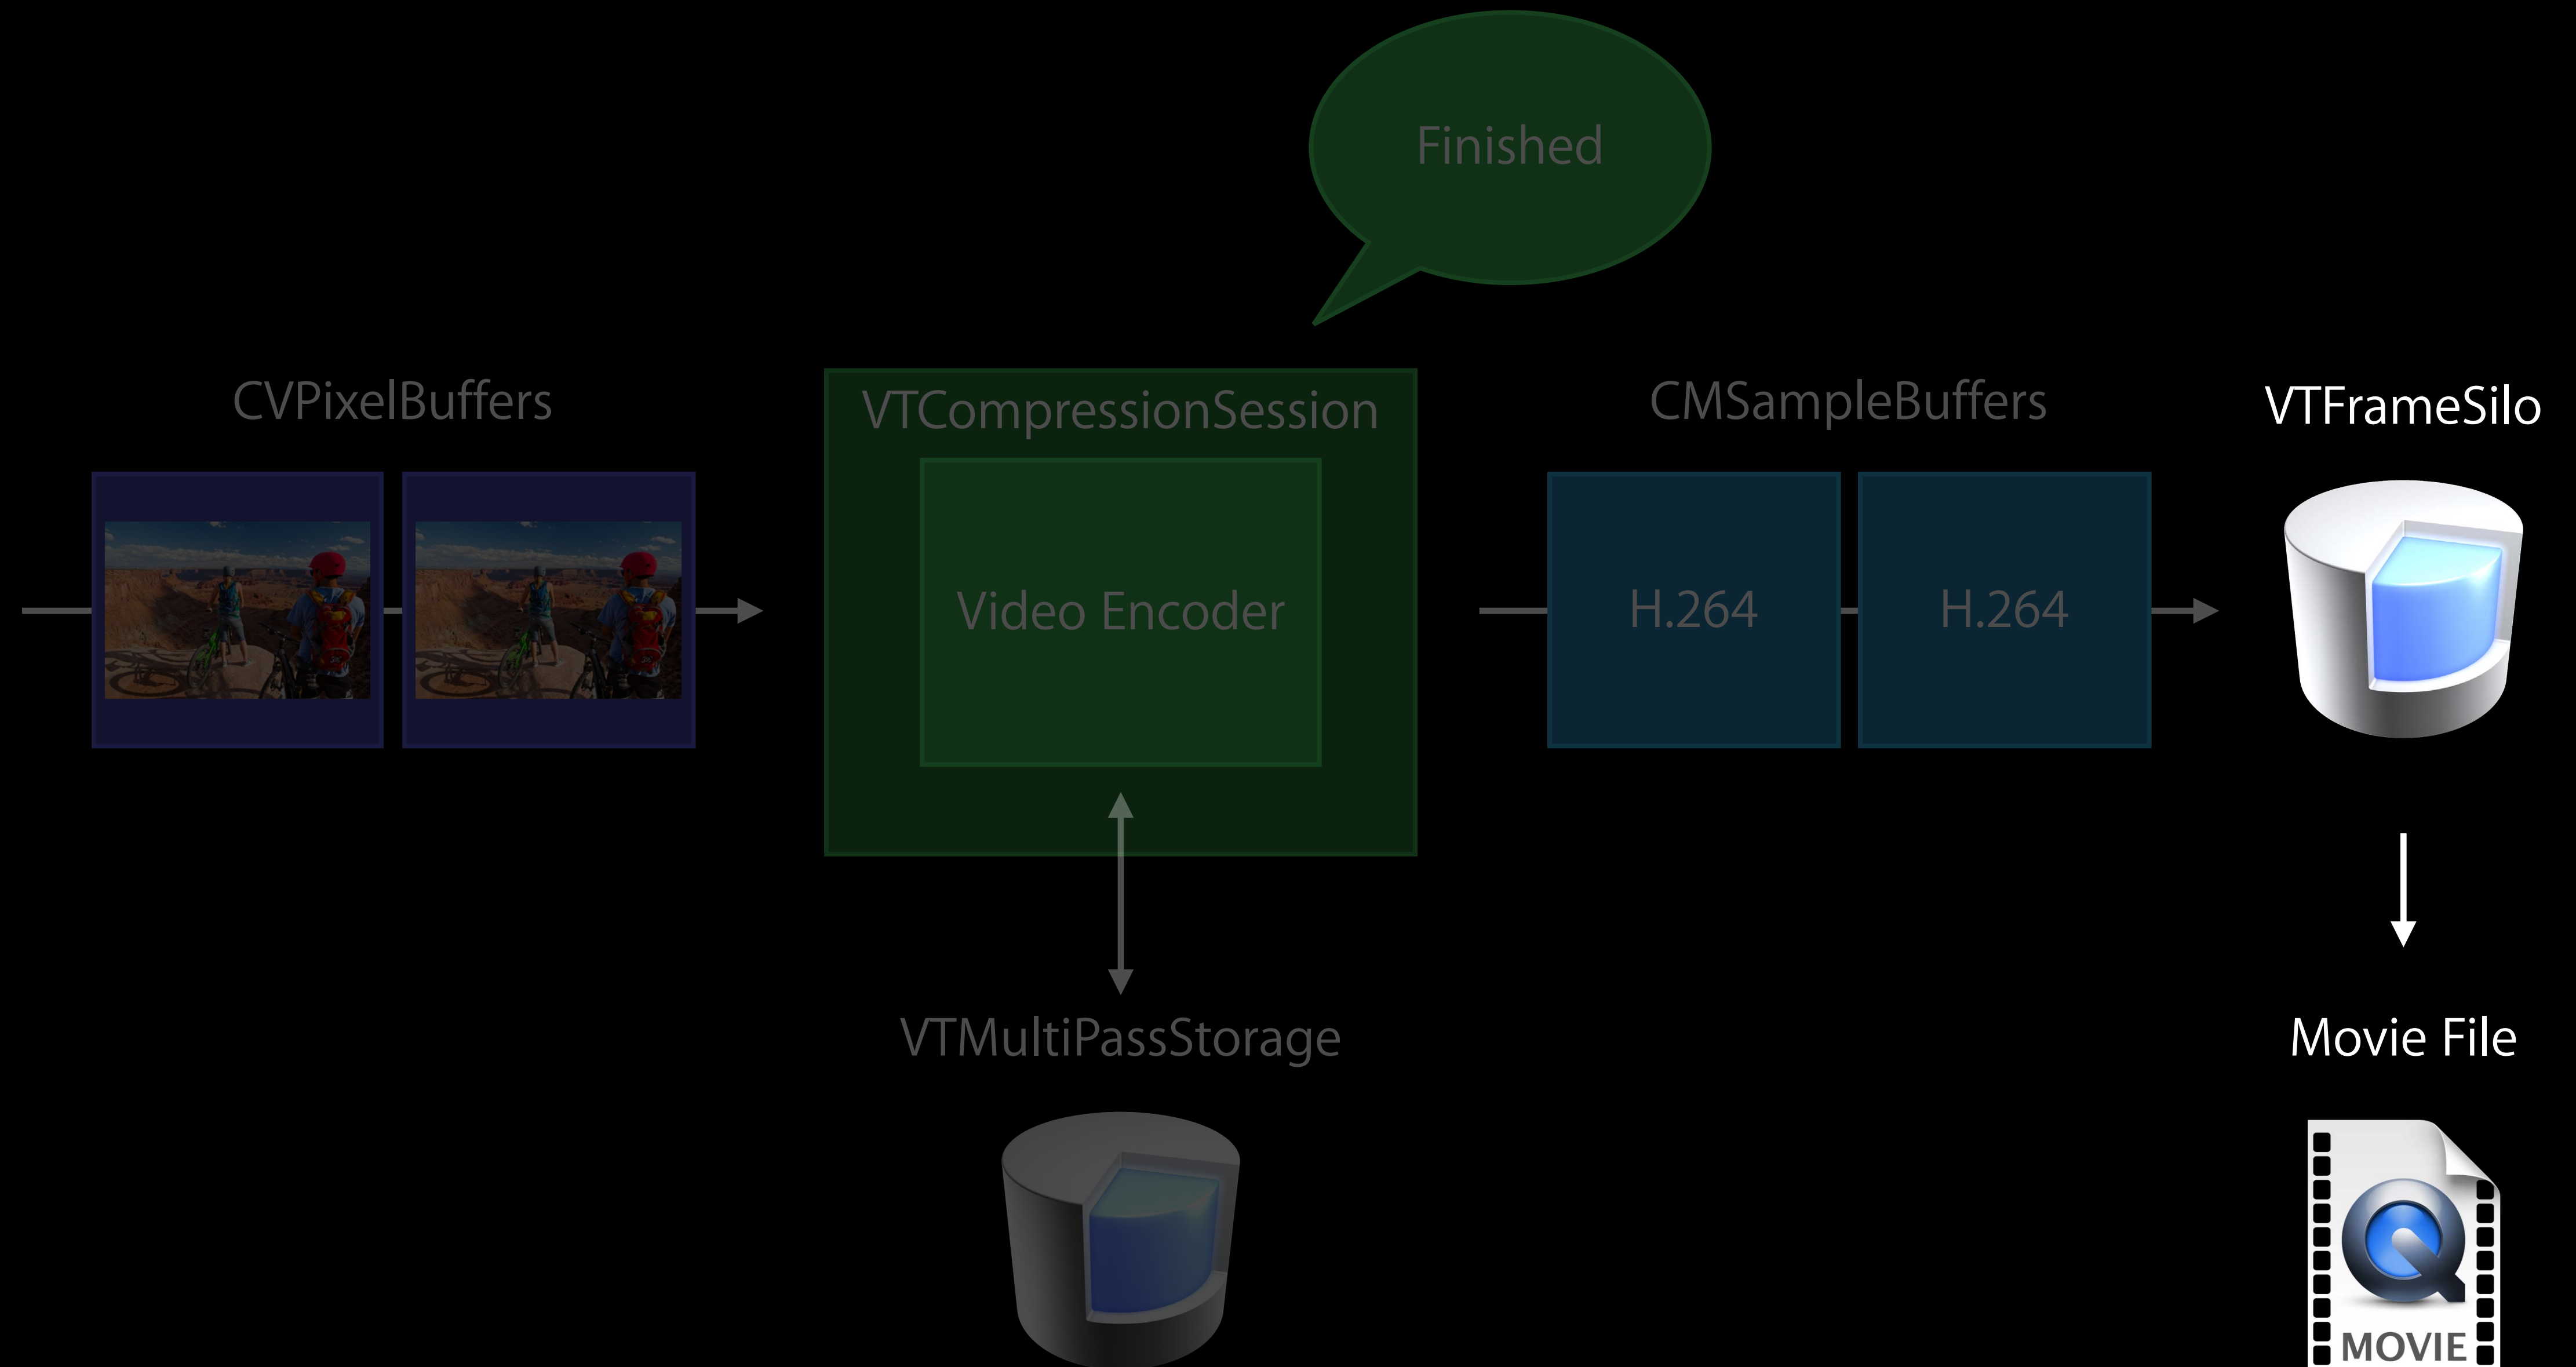 Finished
CVPixelBuffers
VTCompressionSession
CMSampleBuffers
VTFrameSilo
Video Encoder
H.264
H.264
VTMultiPassStorage
Movie File
MOVIE